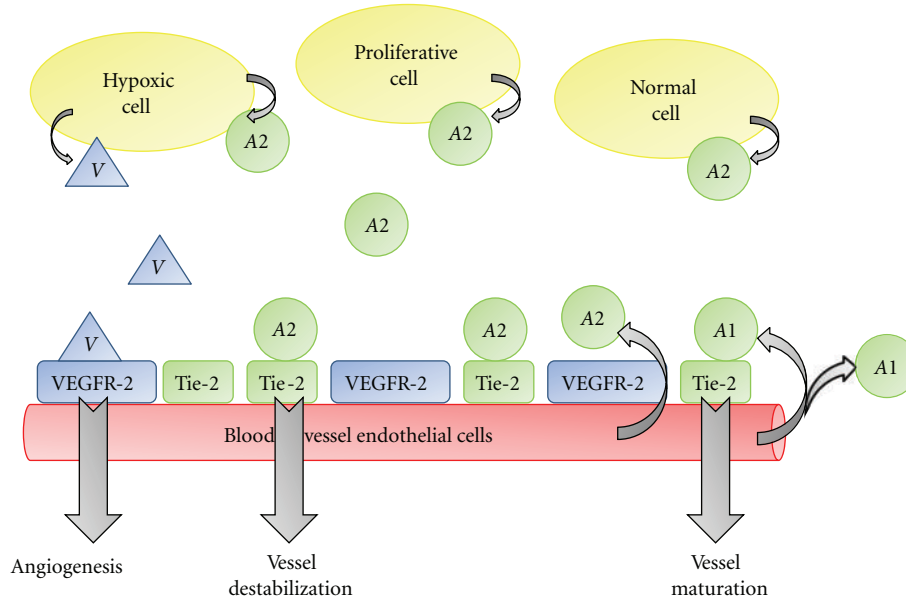 Hypoxic
cell
Proliferative
cell
Normal
cell
V
A2
A2
A2
A2
V
V
A2
A2
A2
A1
A1
VEGFR-2
Tie-2
Tie-2
VEGFR-2
Tie-2
VEGFR-2
Tie-2
Blood vessel endothelial cells
Angiogenesis
Vessel
destabilization
Vessel
maturation